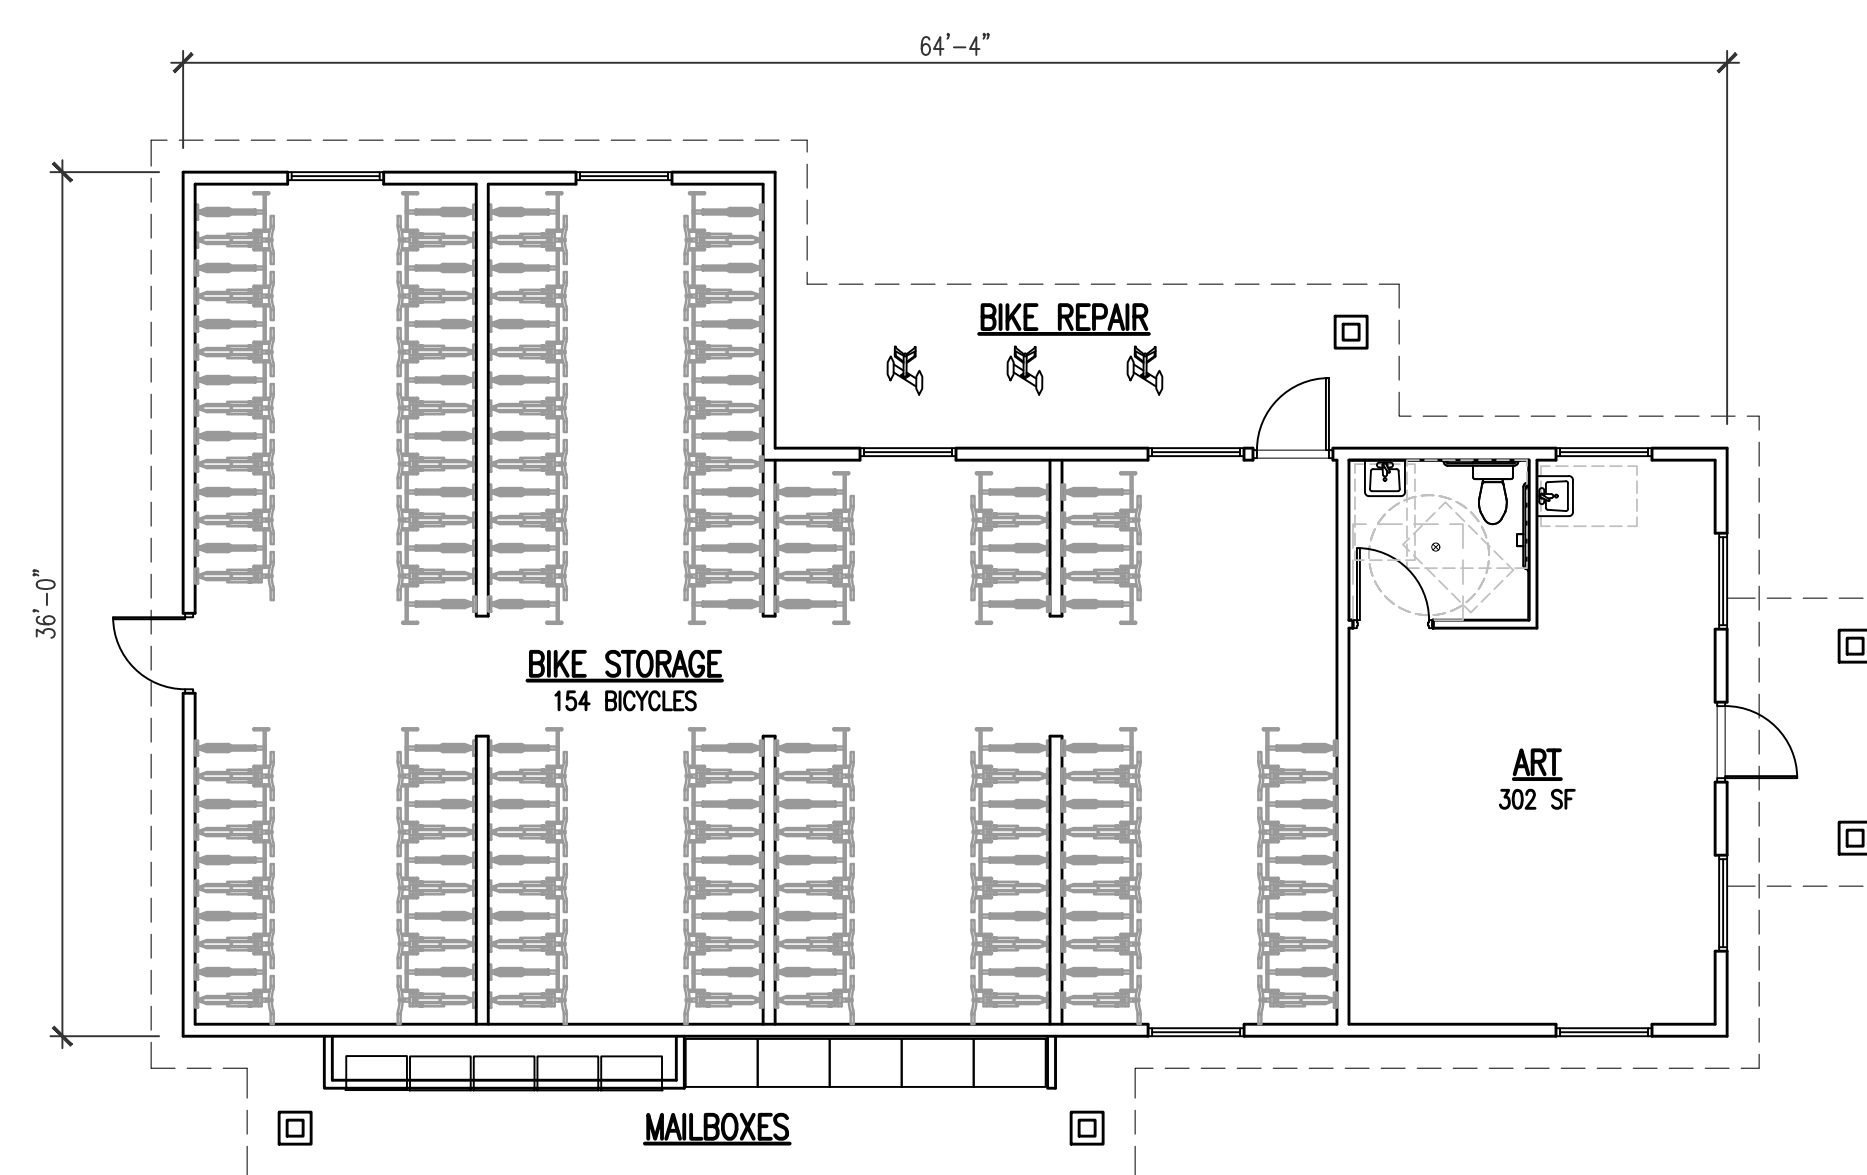 64'-4"
BIKE REPAIR
36'-0"
BIKE STORAGE
154 BICYCLES
ART
302 SF
MAILBOXES